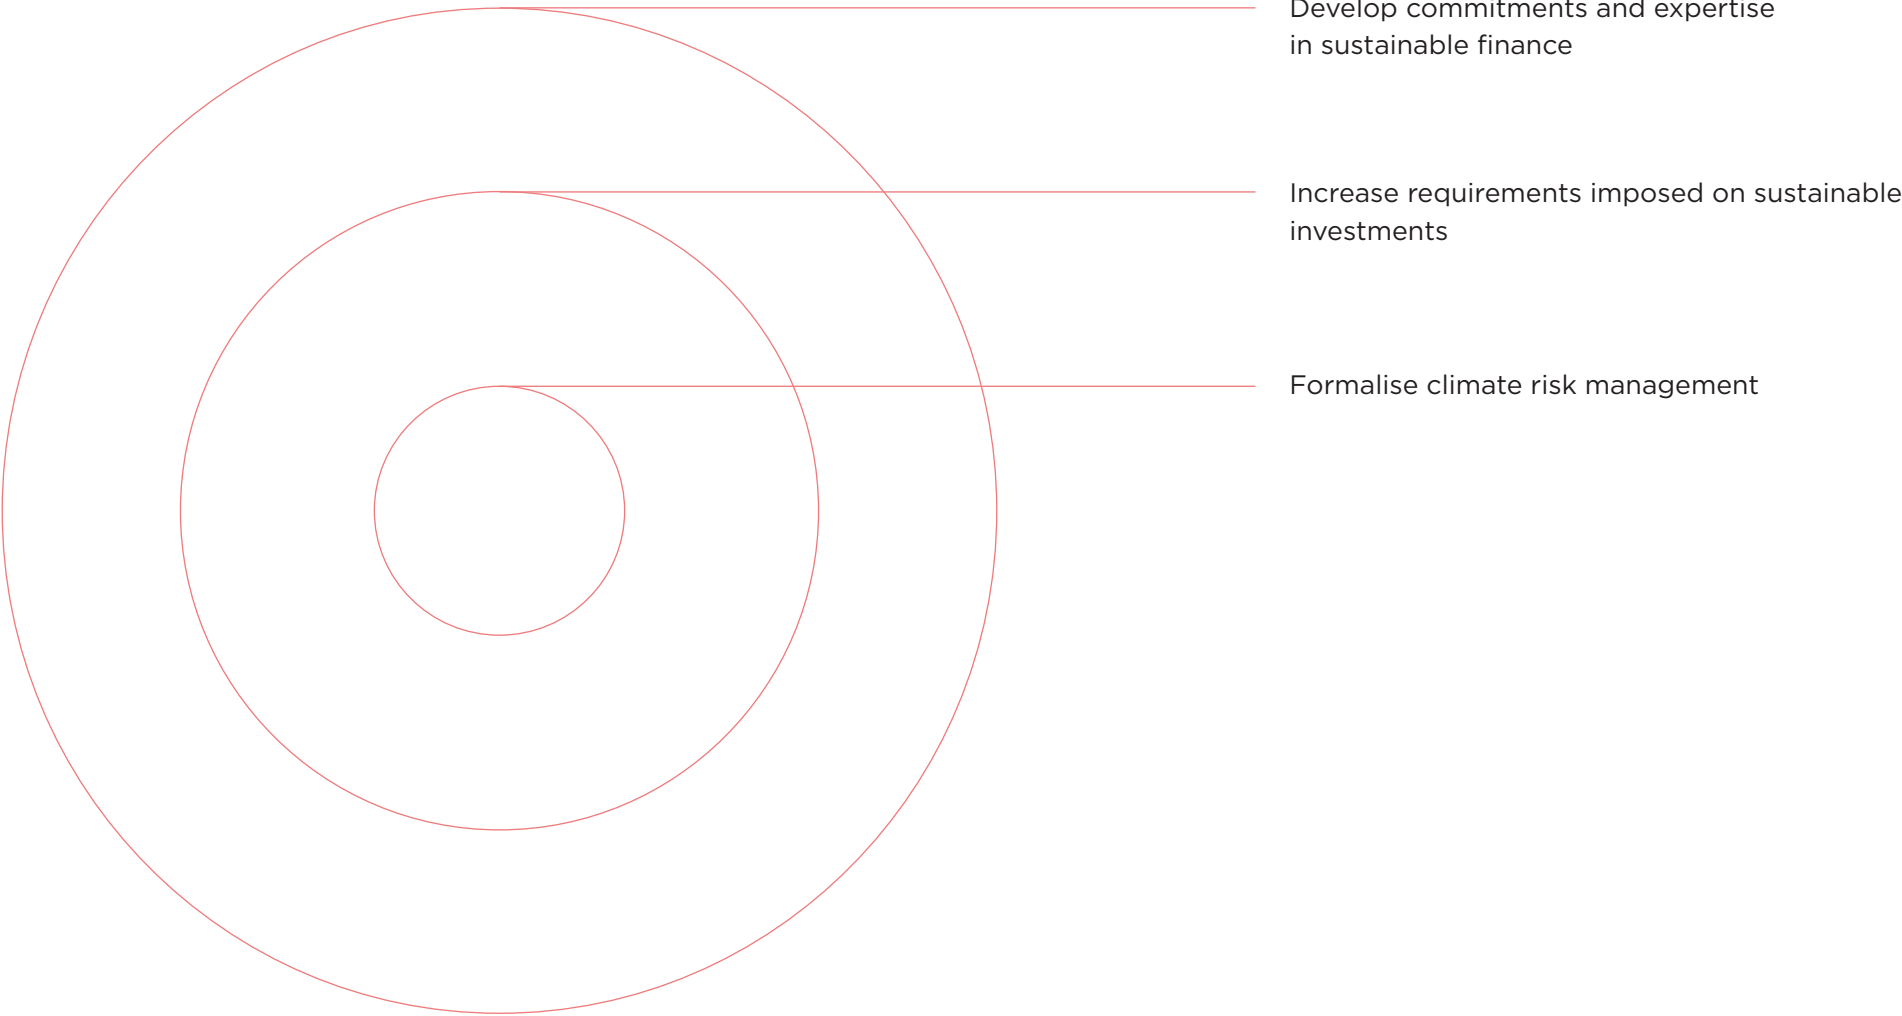 Develop commitments and expertise
in sustainable finance
Increase requirements imposed on sustainable
investments
Formalise climate risk management